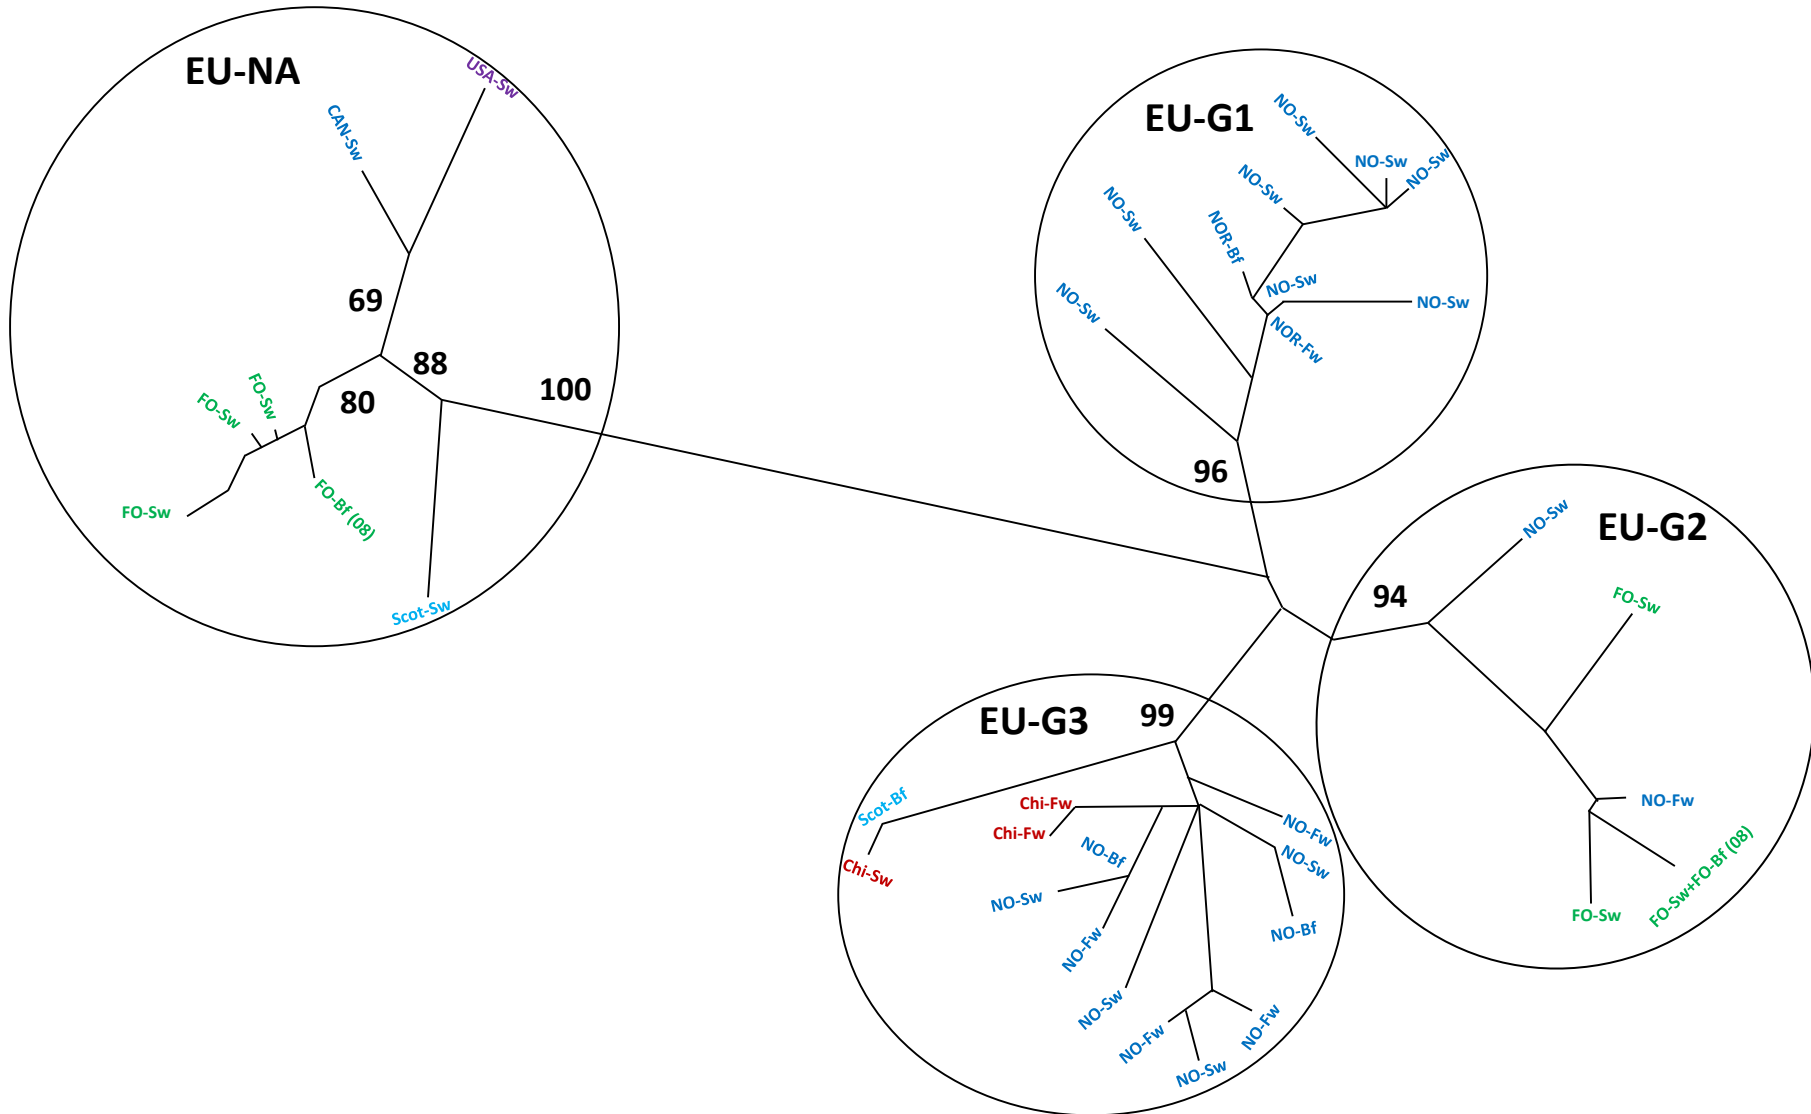 EU-NA
USA-Sw
CAN-Sw
69
88
100
80
FO-Sw
FO-Sw
FO-Sw
FO-Bf (08)
Scot-Sw
EU-G1
NO-Sw
NO-Sw
NO-Sw
NO-Sw
NO-Sw
NOR-Bf
NO-Sw
NO-Sw
NO-Sw
NOR-Fw
96
EU-G2
NO-Sw
94
FO-Sw
NO-Fw
FO-Sw+FO-Bf (08)
FO-Sw
EU-G3
99
Scot-Bf
Chi-Fw
Chi-Fw
Chi-Sw
NO-Fw
NO-Sw
NO-Bf
NO-Sw
NO-Bf
NO-Fw
NO-Sw
NO-Fw
NO-Fw
NO-Sw